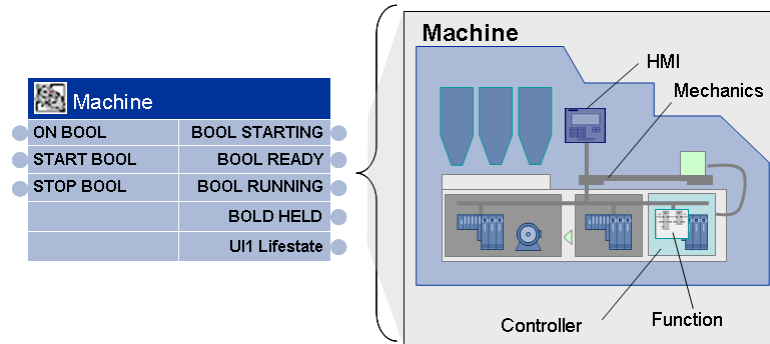 Machine
ON BOOL
BOOL STARTING
START BOOL
BOOL READY
STOP BOOL
BOOL RUNNING
BOLD HELD
UI1 Lifestate
Machine
HMI
Mechanics
Controller
Function